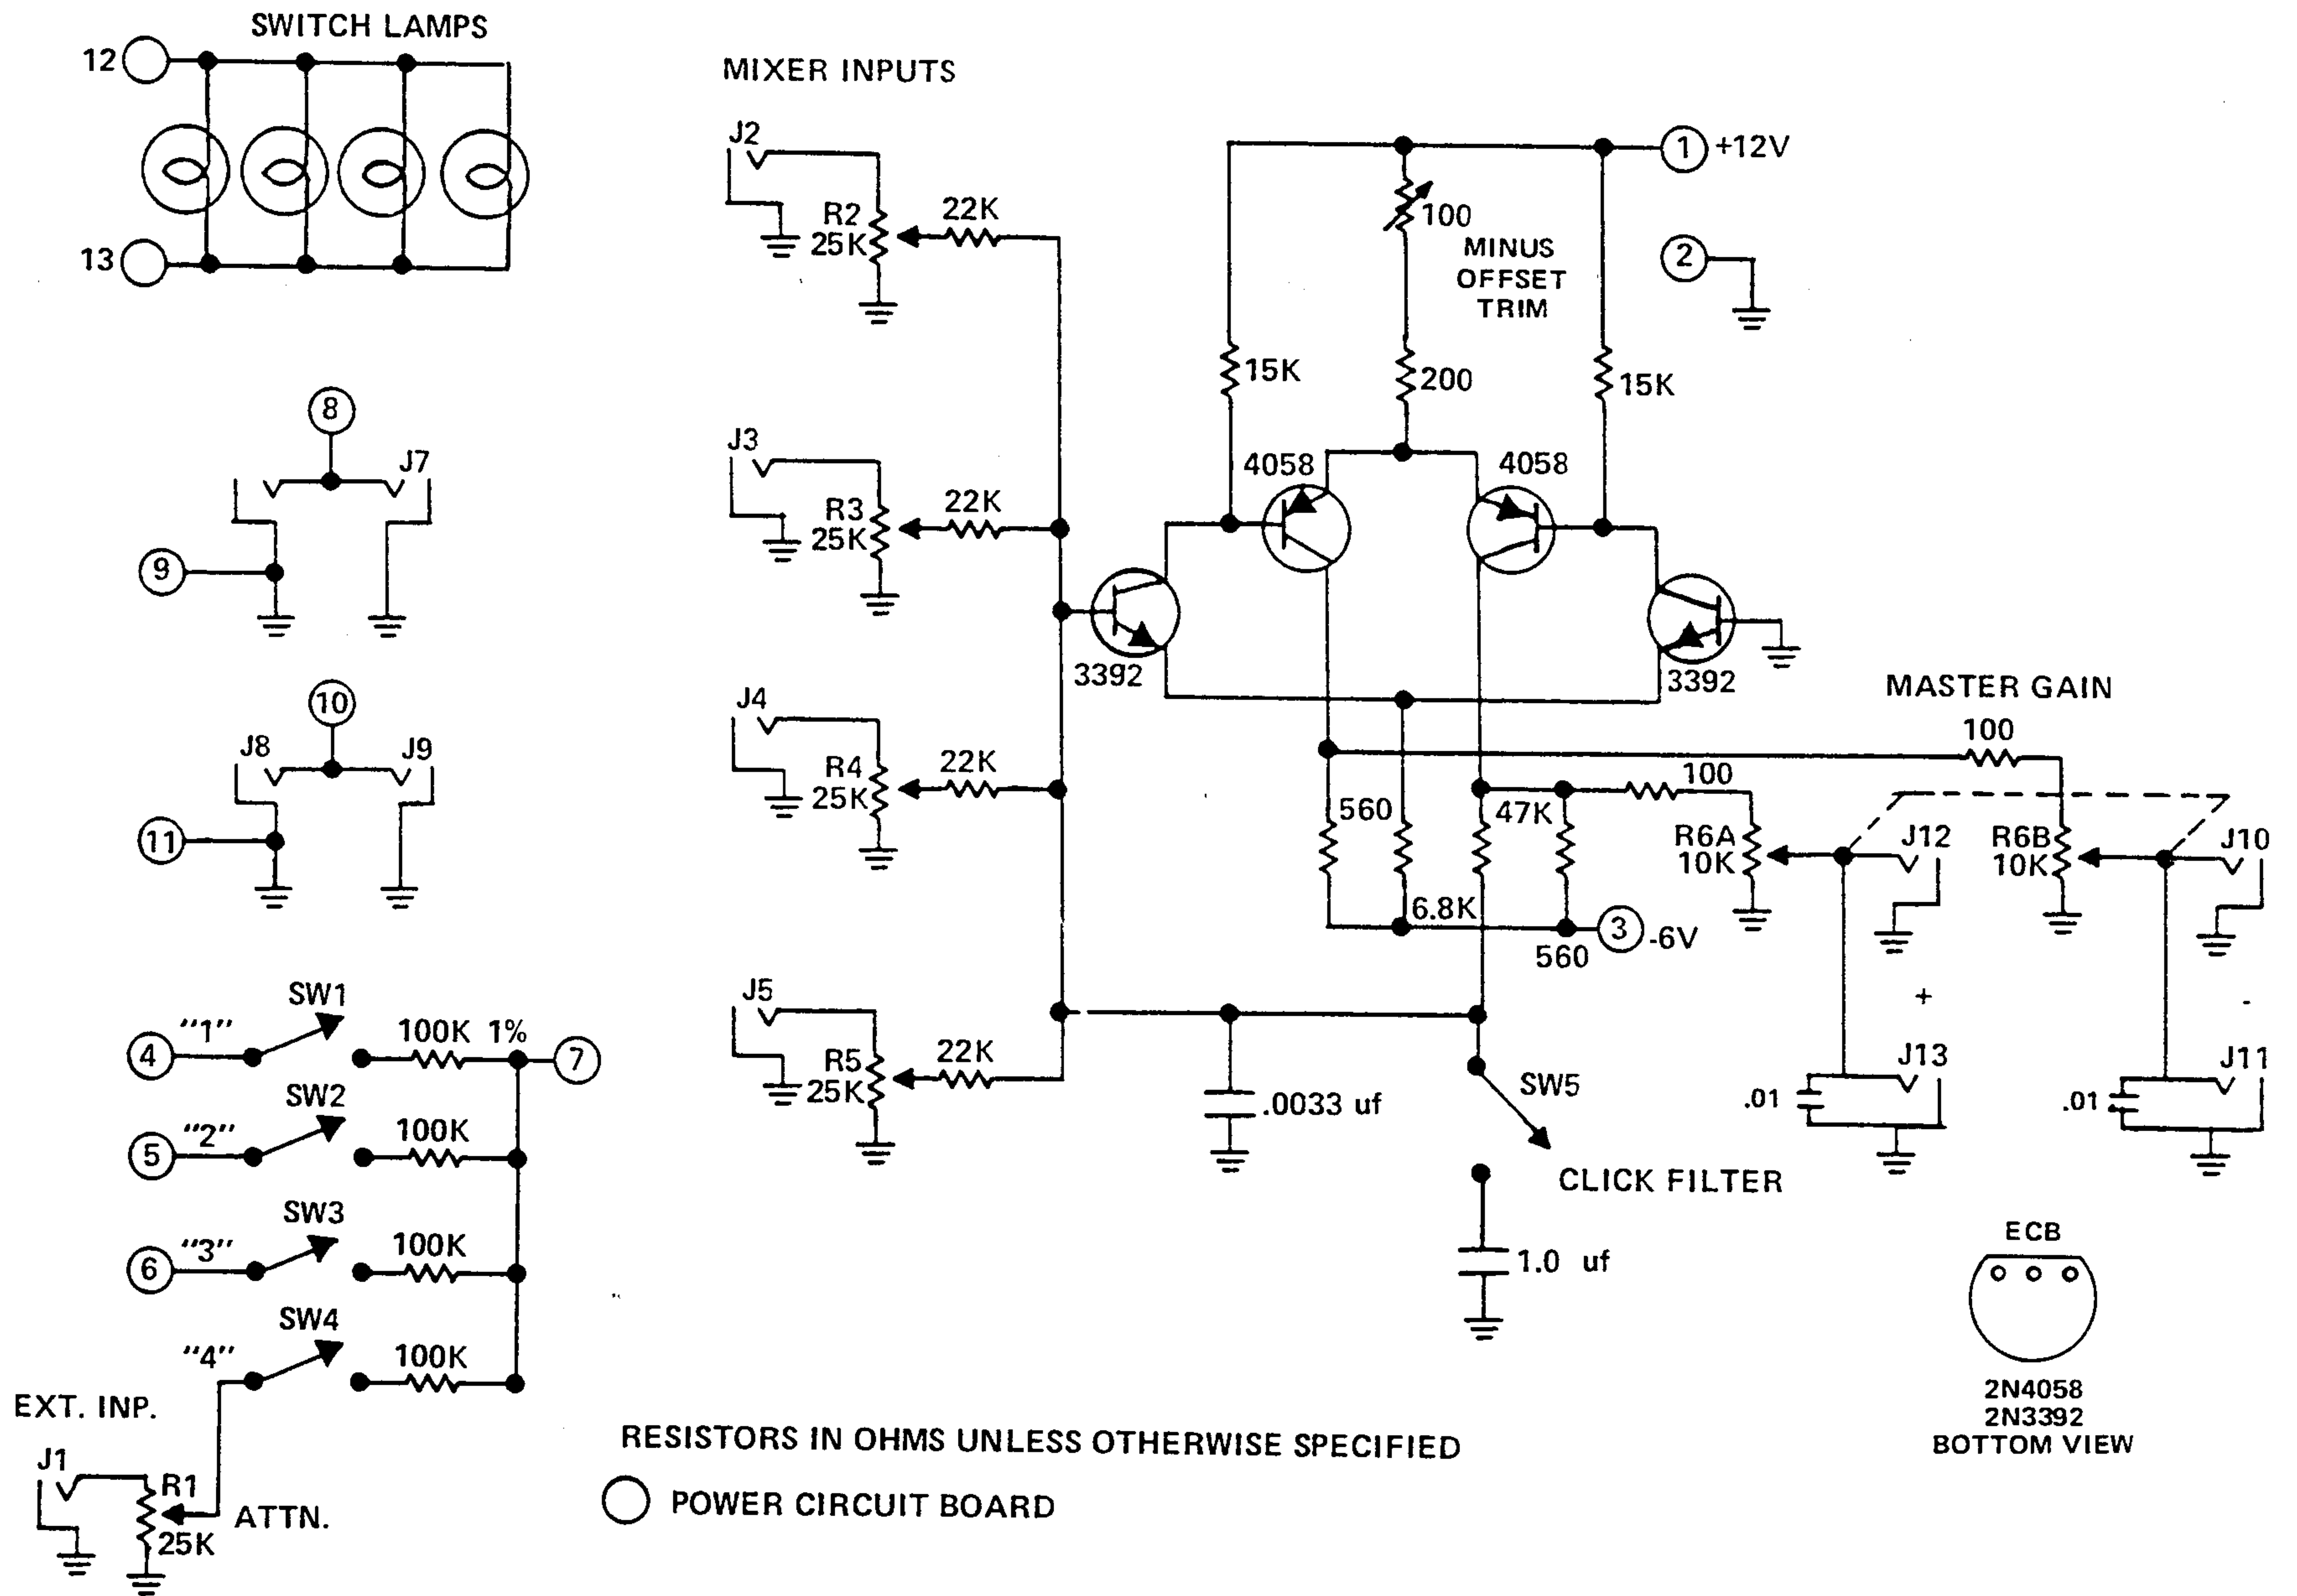 SWITCH LAMPS
12
13
8
J7
9
10
J8
J9
11
SW1
4
"1"
100K 1%
7
SW2
5
"2"
100K
SW3
6
"3"
100K
SW4
"4"
100K
EXT. INP.
J1
R1
25K
ATTN.
MIXER INPUTS
J2
R2
25K
22K
J3
R3
25K
22K
J4
R4
25K
22K
J5
R5
25K
22K
1
+12V
100
MINUS
OFFSET
TRIM
2
15K
200
15K
4058
4058
3392
3392
MASTER GAIN
100
100
560
47K
6.8K
560
3
-6V
R6A
10K
J12
R6B
10K
J10
+
-
J13
.01
J11
.01
.0033 uf
SW5
CLICK FILTER
1.0 uf
ECB
2N4058
2N3392
BOTTOM VIEW
RESISTORS IN OHMS UNLESS OTHERWISE SPECIFIED
POWER CIRCUIT BOARD